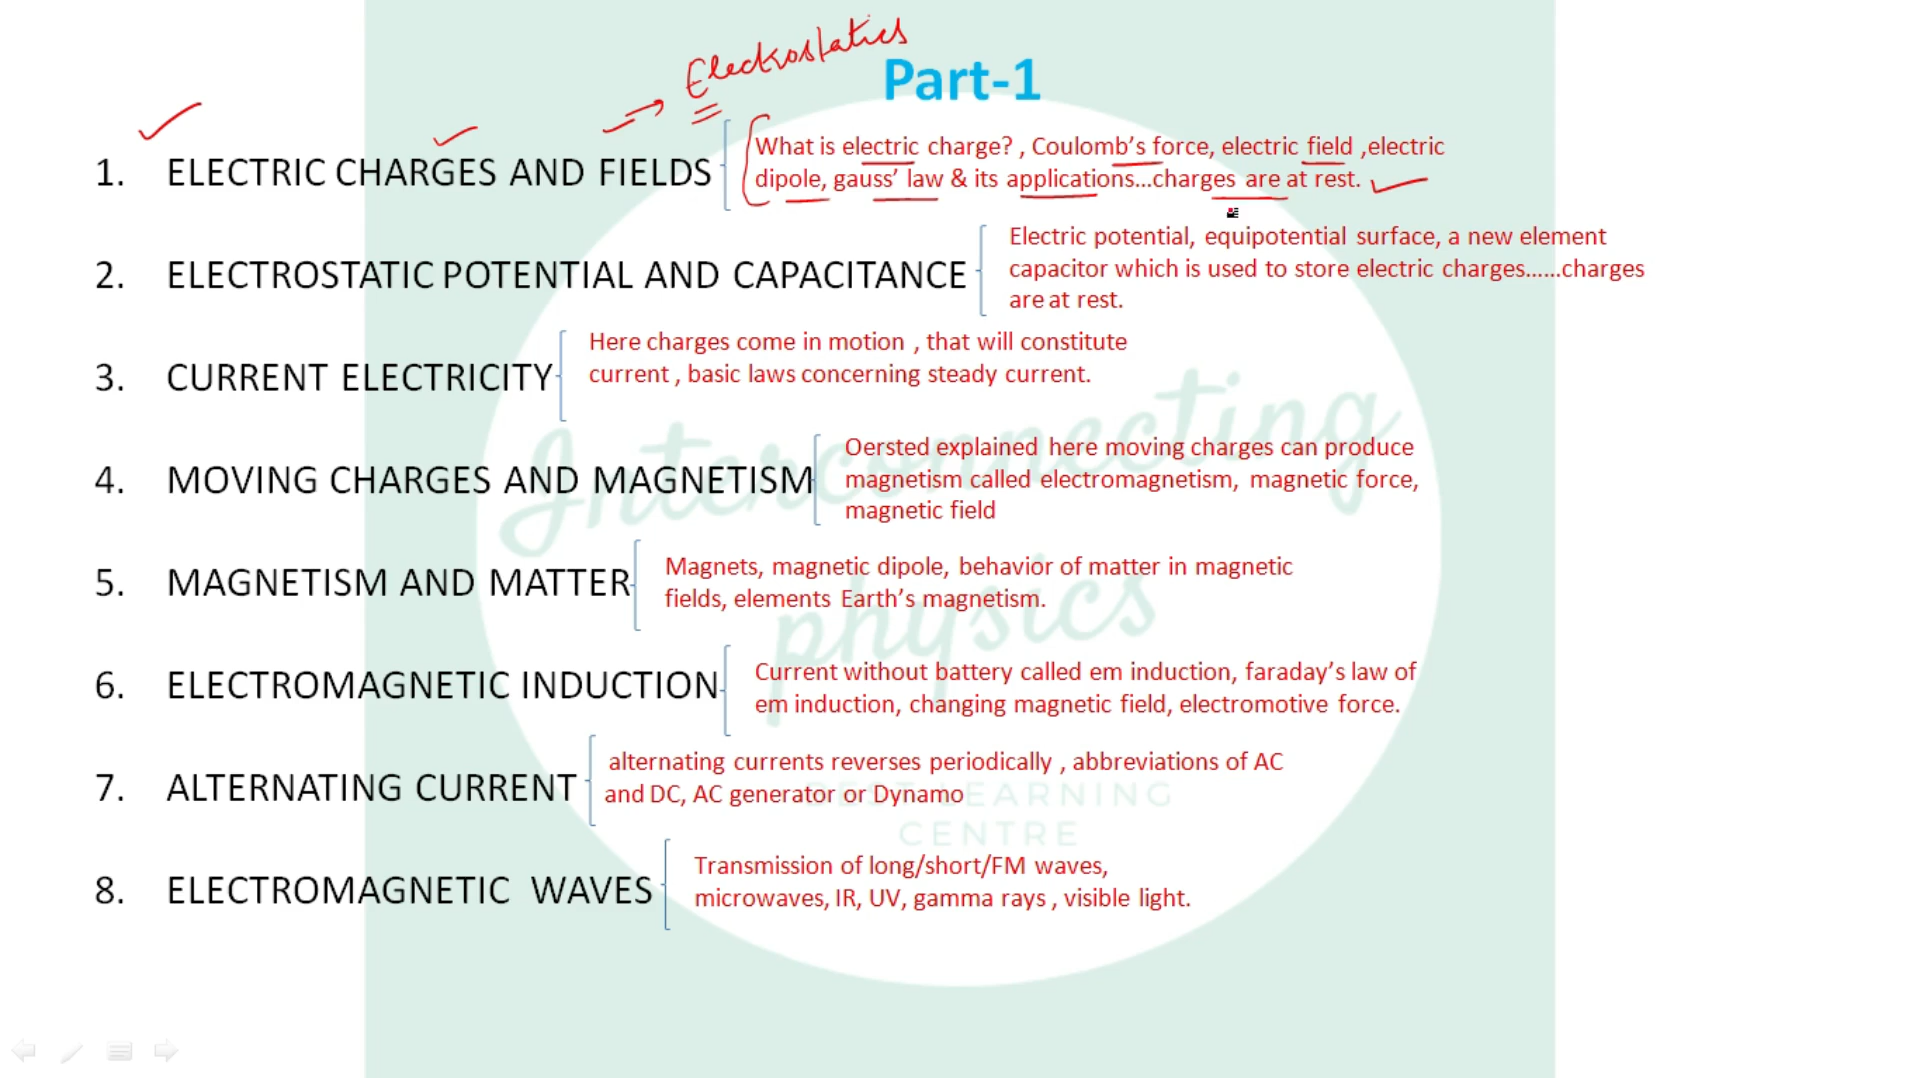 Electrostatics
Part-1
1. ELECTRIC CHARGES AND FIELDS
What is electric charge? , Coulomb’s force, electric field ,electric
dipole, gauss’ law & its applications...charges are at rest.
2. ELECTROSTATIC POTENTIAL AND CAPACITANCE
Electric potential, equipotential surface, a new element
capacitor which is used to store electric charges......charges
are at rest.
3. CURRENT ELECTRICITY
Here charges come in motion , that will constitute
current , basic laws concerning steady current.
4. MOVING CHARGES AND MAGNETISM
Oersted explained here moving charges can produce
magnetism called electromagnetism, magnetic force,
magnetic field
5. MAGNETISM AND MATTER
Magnets, magnetic dipole, behavior of matter in magnetic
fields, elements Earth’s magnetism.
6. ELECTROMAGNETIC INDUCTION
Current without battery called em induction, faraday’s law of
em induction, changing magnetic field, electromotive force.
7. ALTERNATING CURRENT
alternating currents reverses periodically , abbreviations of AC
and DC, AC generator or Dynamo
8. ELECTROMAGNETIC WAVES
Transmission of long/short/FM waves,
microwaves, IR, UV, gamma rays , visible light.
Interconnecting
physics
BEST LEARNING
CENTRE